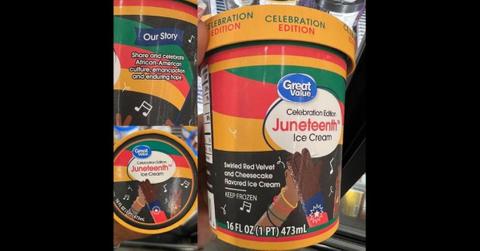 Our Story
Share and celebrate
African-American
culture, emancipation
and enduring hope
Great
Value
Celebration Edition
Juneteenth™
Ice Cream
CELEBRATION
EDITION
CELEBRATION
EDITION
Great
Value
Celebration Edition
Juneteenth™
Ice Cream
Swirled Red Velvet
and Cheesecake
Flavored Ice Cream
KEEP FROZEN
16 FL OZ (1 PT) 473mL